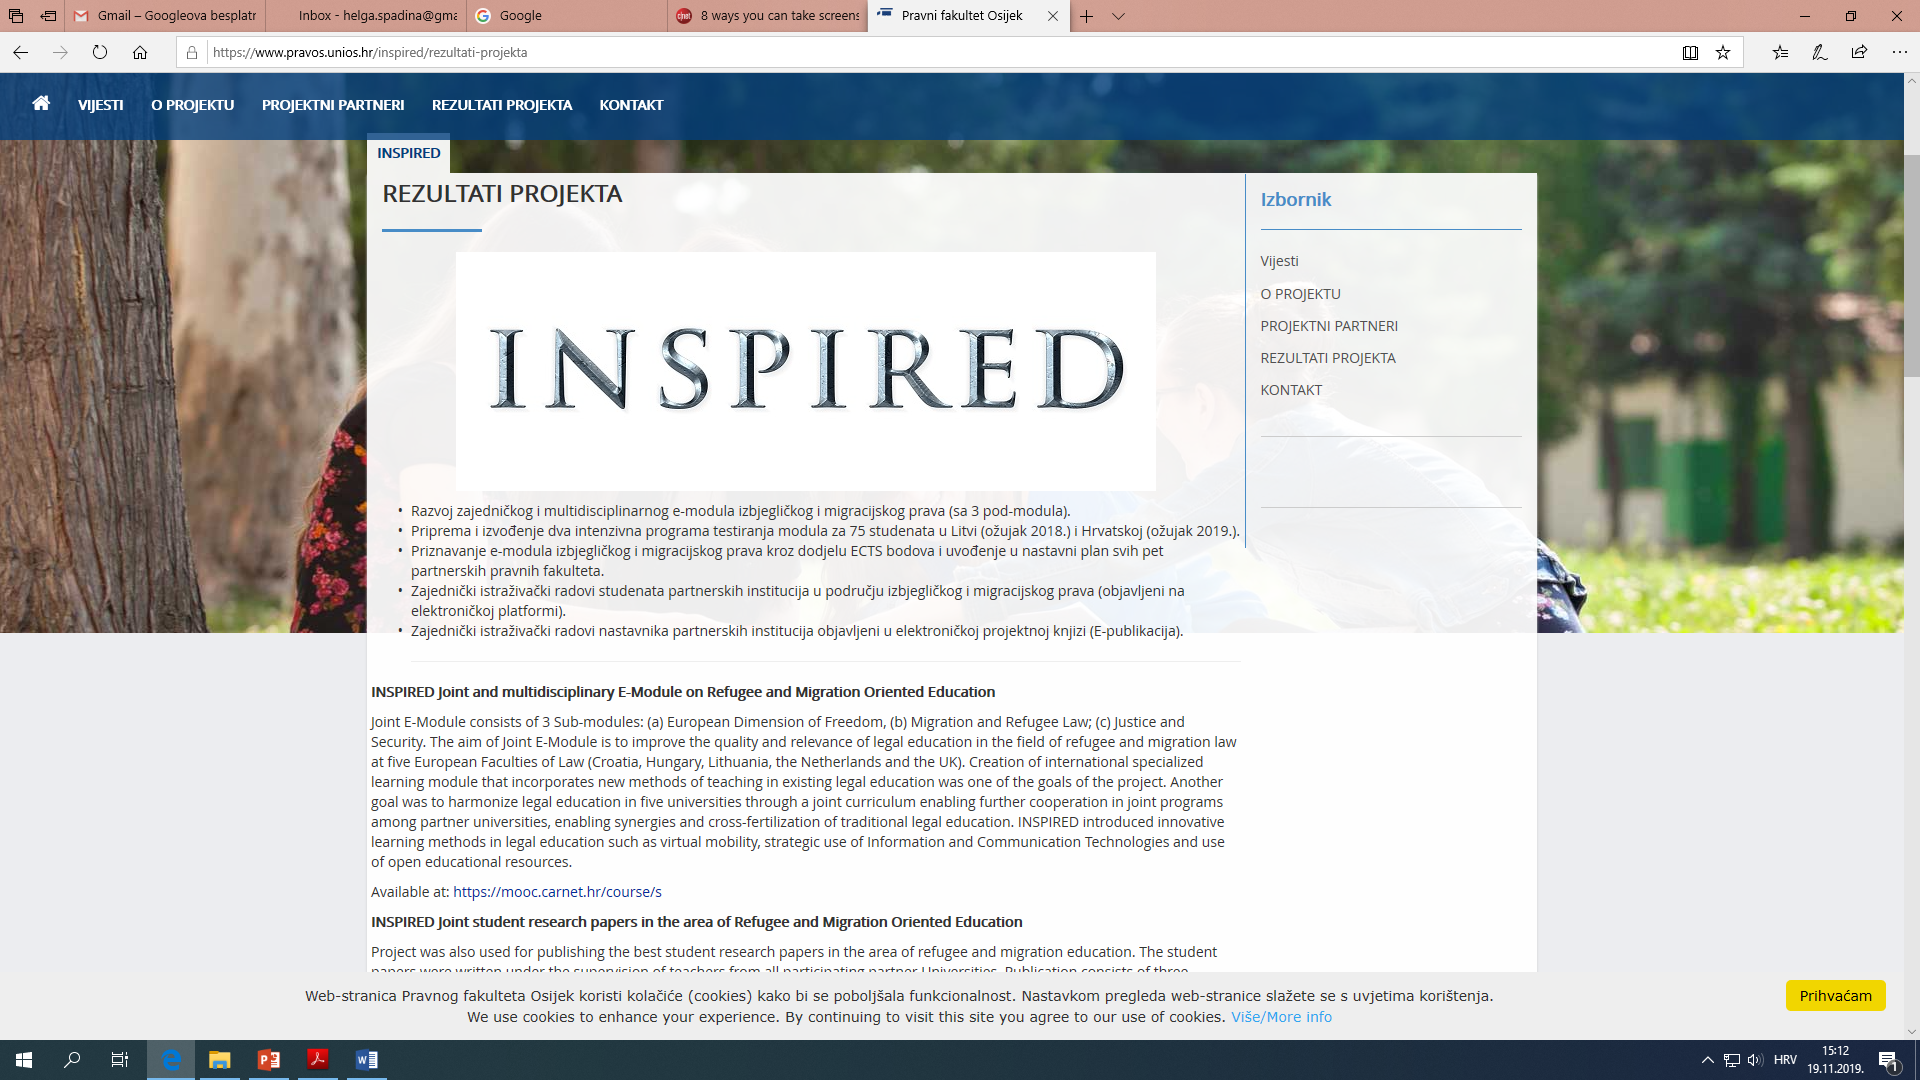 Gmail – Googleova besplatn
Inbox - helga.spadina@gma
Google
8 ways you can take screens
Pravni fakultet Osijek
https://www.pravos.unios.hr/inspired/rezultati-projekta
VIJESTI
O PROJEKTU
PROJEKTNI PARTNERI
REZULTATI PROJEKTA
KONTAKT
INSPIRED
REZULTATI PROJEKTA
INSPIRED
• Razvoj zajedničkog i multidisciplinarnog e-modula izbjegličkog i migracijskog prava (sa 3 pod-modula).
• Priprema i izvođenje dva intenzivna programa testiranja modula za 75 studenata u Litvi (ožujak 2018.) i Hrvatskoj (ožujak 2019.).
• Priznavanje e-modula izbjegličkog i migracijskog prava kroz dodjelu ECTS bodova i uvođenje u nastavni plan svih pet
partnerskih pravnih fakulteta.
• Zajednički istraživački radovi studenata partnerskih institucija u području izbjegličkog i migracijskog prava (objavljeni na
elektroničkoj platformi).
• Zajednički istraživački radovi nastavnika partnerskih institucija objavljeni u elektroničkoj projektnoj knjizi (E-publikacija).
INSPIRED Joint and multidisciplinary E-Module on Refugee and Migration Oriented Education
Joint E-Module consists of 3 Sub-modules: (a) European Dimension of Freedom, (b) Migration and Refugee Law; (c) Justice and
Security. The aim of Joint E-Module is to improve the quality and relevance of legal education in the field of refugee and migration law
at five European Faculties of Law (Croatia, Hungary, Lithuania, the Netherlands and the UK). Creation of international specialized
learning module that incorporates new methods of teaching in existing legal education was one of the goals of the project. Another
goal was to harmonize legal education in five universities through a joint curriculum enabling further cooperation in joint programs
among partner universities, enabling synergies and cross-fertilization of traditional legal education. INSPIRED introduced innovative
learning methods in legal education such as virtual mobility, strategic use of Information and Communication Technologies and use
of open educational resources.
Available at: https://mooc.carnet.hr/course/s
INSPIRED Joint student research papers in the area of Refugee and Migration Oriented Education
Project was also used for publishing the best student research papers in the area of refugee and migration education. The student
papers were written under the supervision of teachers from all participating partner Universities. Publication consists of three
Izbornik
Vijesti
O PROJEKTU
PROJEKTNI PARTNERI
REZULTATI PROJEKTA
KONTAKT
Web-stranica Pravnog fakulteta Osijek koristi kolačiće (cookies) kako bi se poboljšala funkcionalnost. Nastavkom pregleda web-stranice slažete se s uvjetima korištenja.
We use cookies to enhance your experience. By continuing to visit this site you agree to our use of cookies. Više/More info
Prihvaćam
HRV
15:12
19.11.2019.
1